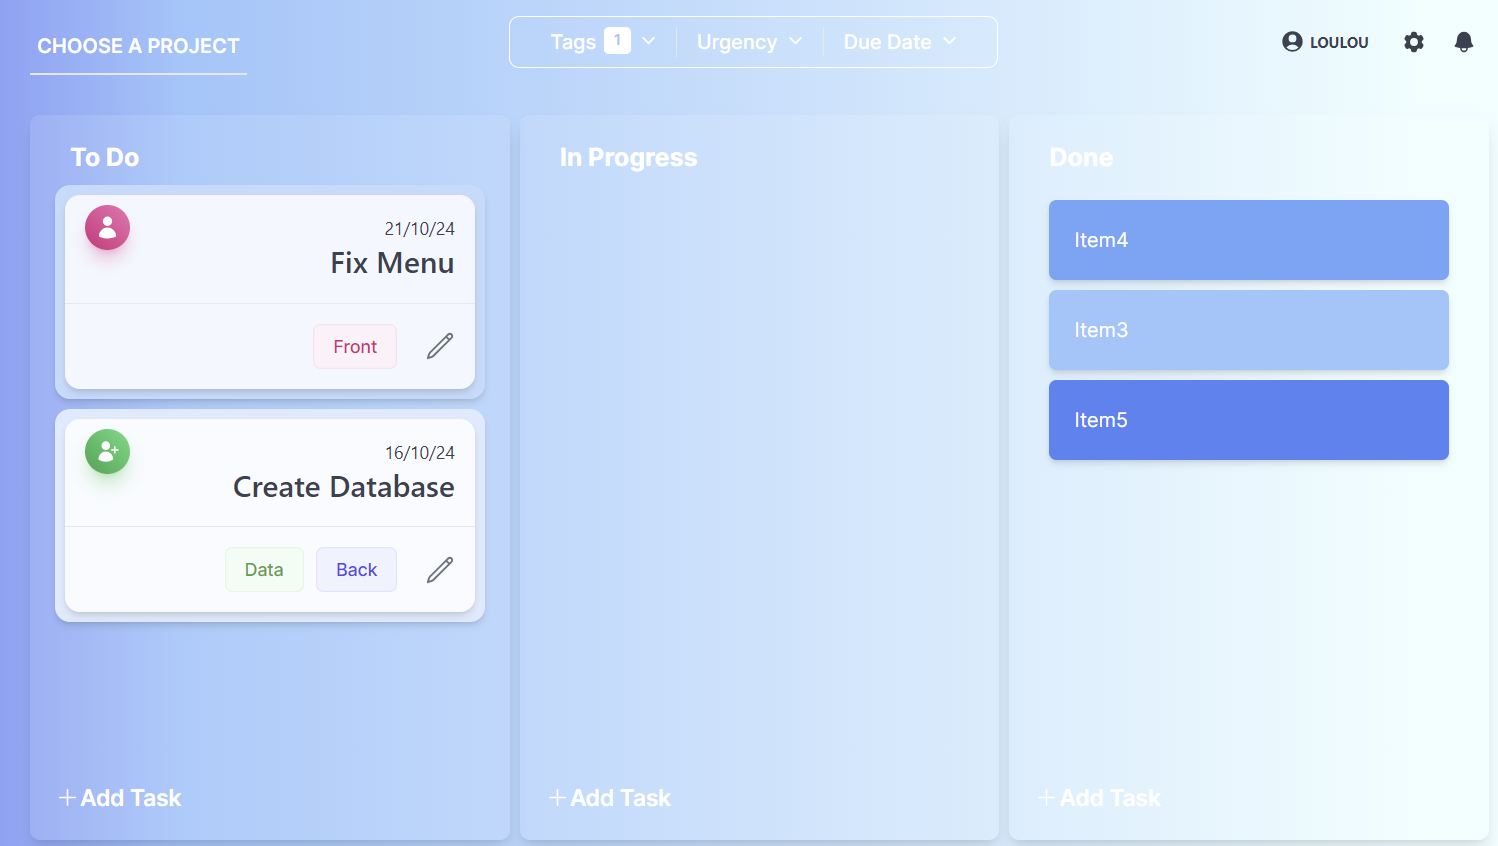 CHOOSE A PROJECT
Tags 1 Urgency Due Date
LOULOU
To Do
21/10/24
Fix Menu
Front
16/10/24
Create Database
Data Back
+ Add Task
In Progress
+ Add Task
Done
Item4
Item3
Item5
+ Add Task